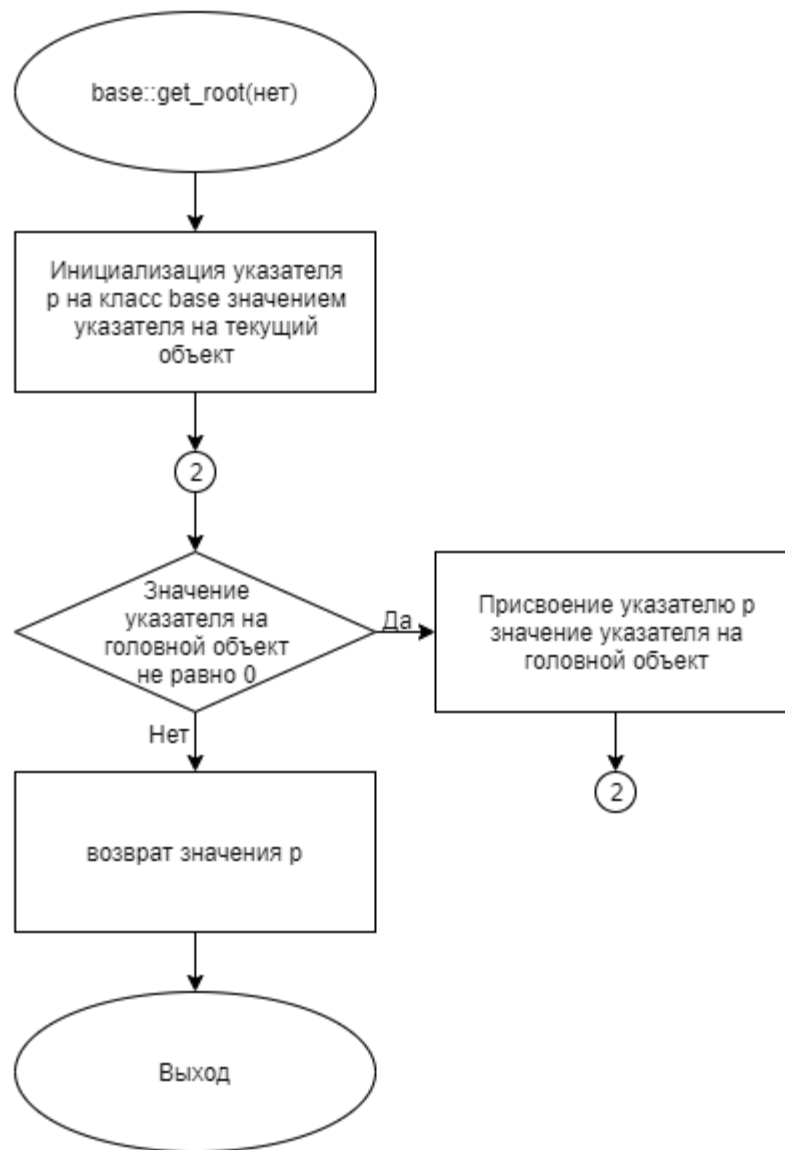 base::get_root(нет)
Инициализация указателя
р на класс base значением
указателя на текущий
объект
2
Значение
указателя на
головной объект
не равно 0
Да
Присвоение указателю р
значение указателя на
головной объект
Нет
2
возврат значения р
Выход